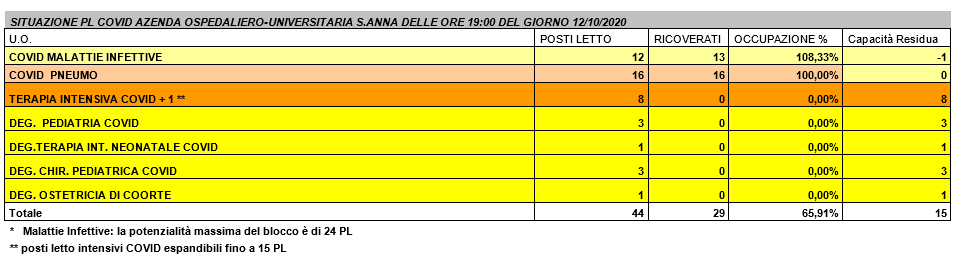 SITUAZIONE PL COVID AZENDA OSPEDALIERO-UNIVERSITARIA S.ANNA DELLE ORE 19:00 DEL GIORNO 12/10/2020
U.O. POSTI LETTO RICOVERATI OCCUPAZIONE % Capacità Residua
COVID MALATTIE INFETTIVE 12 13 108,33% -1
COVID PNEUMO 16 16 100,00% 0
TERAPIA INTENSIVA COVID + 1 ** 8 0 0,00% 8
DEG. PEDIATRIA COVID 3 0 0,00% 3
DEG.TERAPIA INT. NEONATALE COVID 1 0 0,00% 1
DEG. CHIR. PEDIATRICA COVID 3 0 0,00% 3
DEG. OSTETRICIA DI COORTE 1 0 0,00% 1
Totale 44 29 65,91% 15
* Malattie Infettive: la potenzialità massima del blocco è di 24 PL
** posti letto intensivi COVID espandibili fino a 15 PL